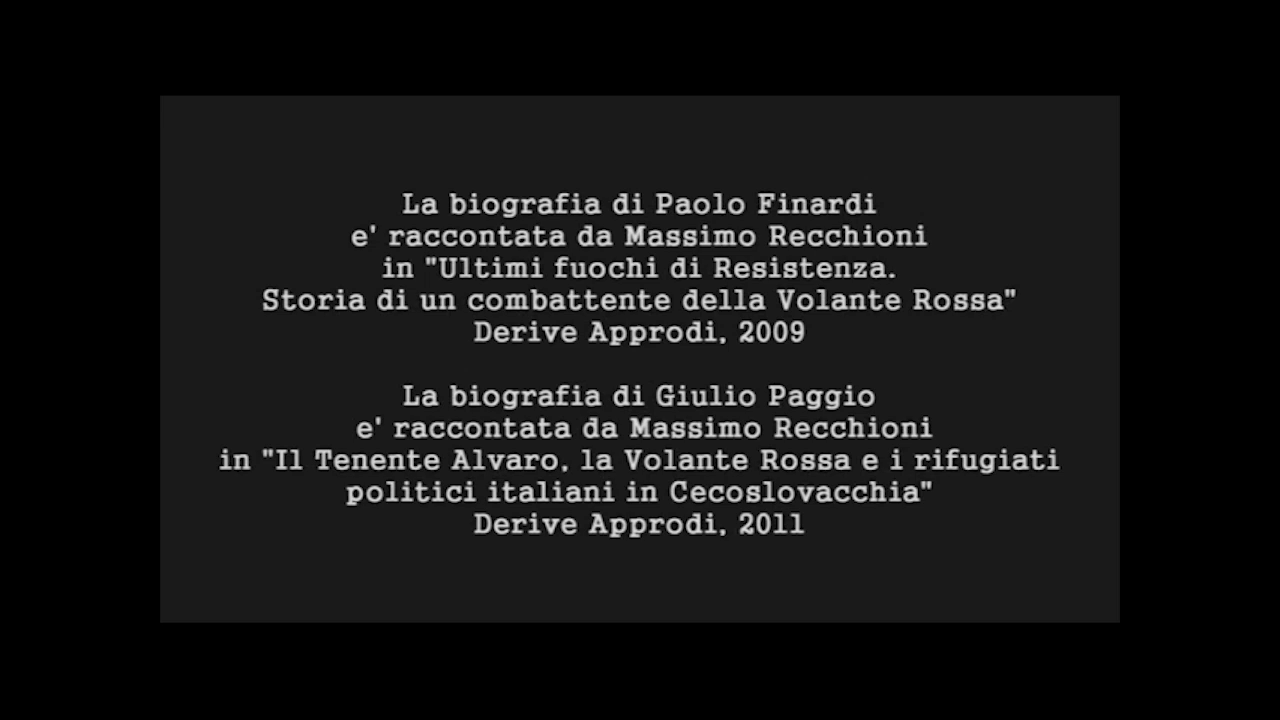 La biografia di Paolo Finardi
e' raccontata da Massimo Recchioni
in "Ultimi fuochi di Resistenza.
Storia di un combattente della Volante Rossa"
Derive Approdi, 2009
La biografia di Giulio Paggio
e' raccontata da Massimo Recchioni
in "Il Tenente Alvaro, la Volante Rossa e i rifugiati
politici italiani in Cecoslovacchia"
Derive Approdi, 2011